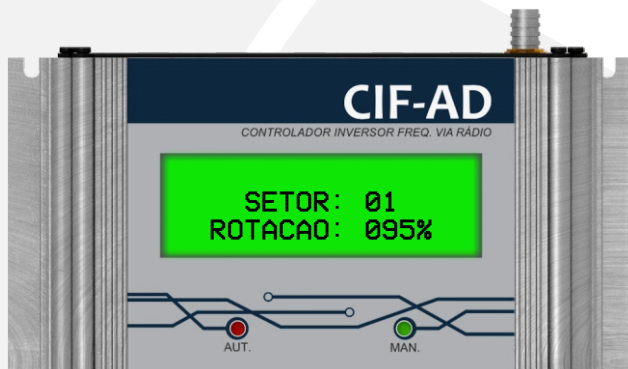 CIF-AD
CONTROLADOR INVERSOR FREQ. VIA RÁDIO
SETOR: 01
ROTACAO: 095%
AUT.
MAN.